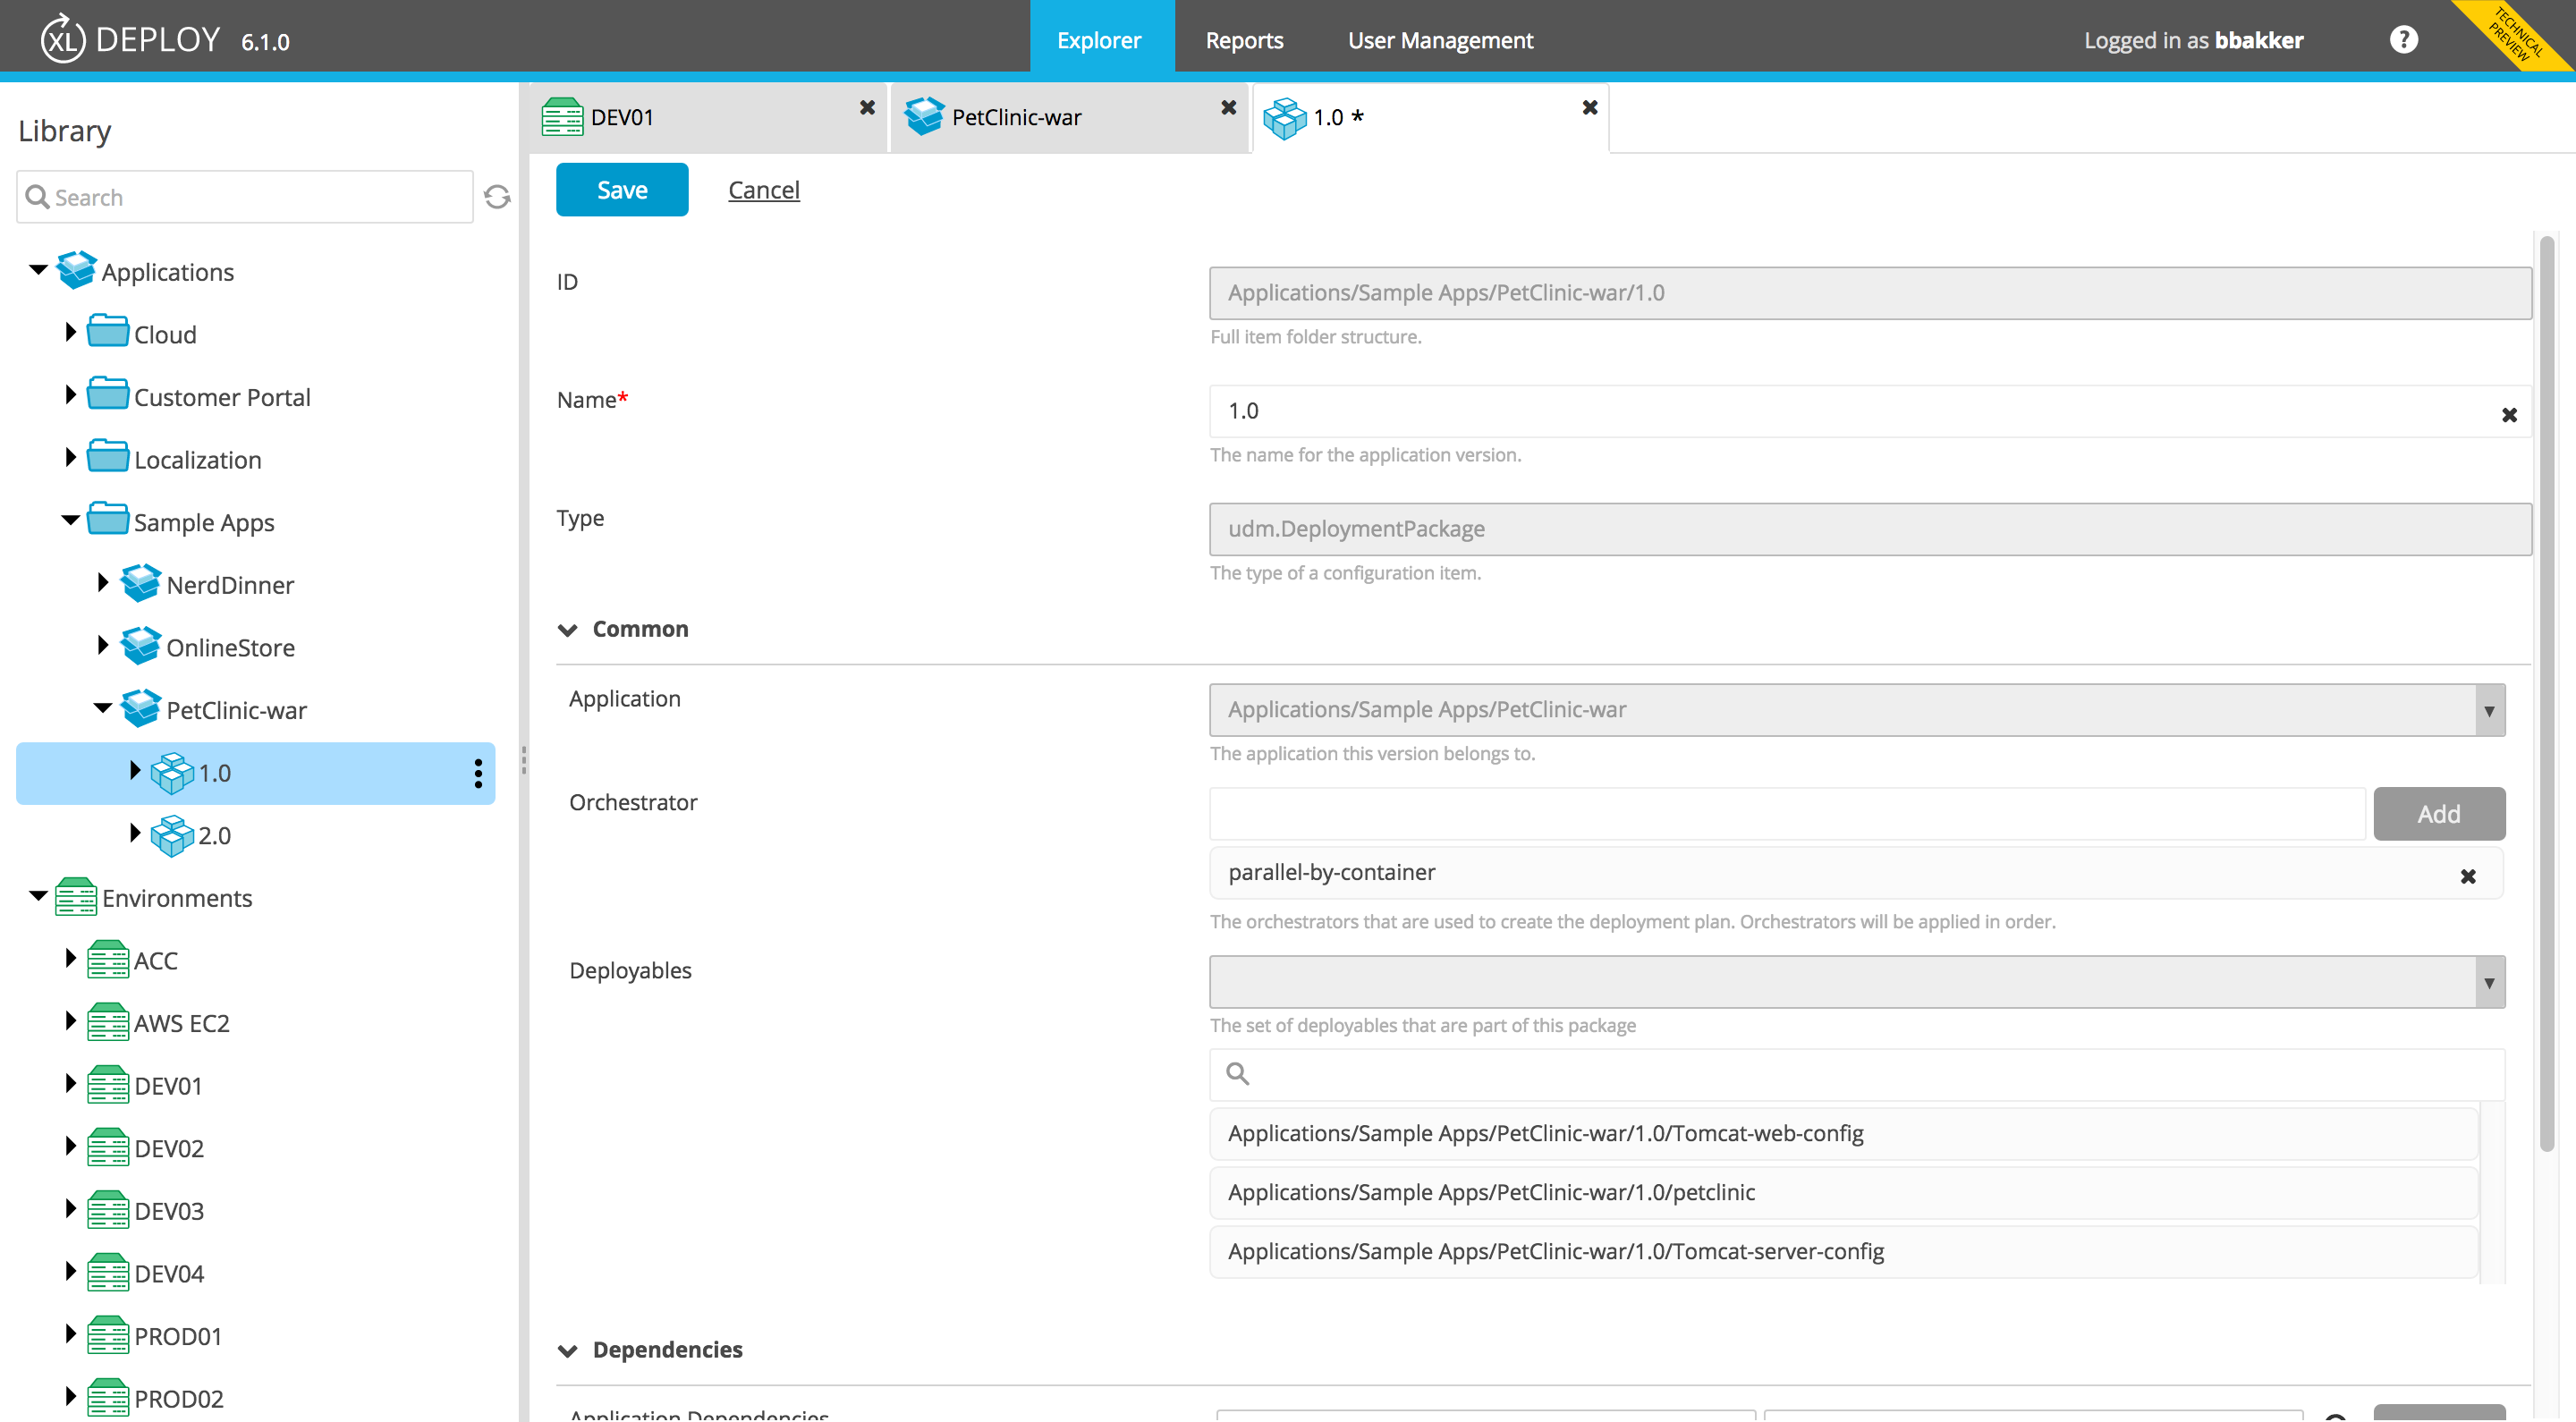 XL DEPLOY 6.1.0
Explorer
Reports
User Management
Logged in as bbakker
?
TECHNICAL
PREVIEW
Library
Search
Applications
Cloud
Customer Portal
Localization
Sample Apps
NerdDinner
OnlineStore
PetClinic-war
1.0
2.0
Environments
ACC
AWS EC2
DEV01
DEV02
DEV03
DEV04
PROD01
PROD02
DEV01
PetClinic-war
1.0 *
Save
Cancel
ID
Applications/Sample Apps/PetClinic-war/1.0
Full item folder structure.
Name*
1.0
The name for the application version.
Type
udm.DeploymentPackage
The type of a configuration item.
Common
Application
Applications/Sample Apps/PetClinic-war
The application this version belongs to.
Orchestrator
Add
parallel-by-container
The orchestrators that are used to create the deployment plan. Orchestrators will be applied in order.
Deployables
The set of deployables that are part of this package
Applications/Sample Apps/PetClinic-war/1.0/Tomcat-web-config
Applications/Sample Apps/PetClinic-war/1.0/petclinic
Applications/Sample Apps/PetClinic-war/1.0/Tomcat-server-config
Dependencies
Application Dependencies